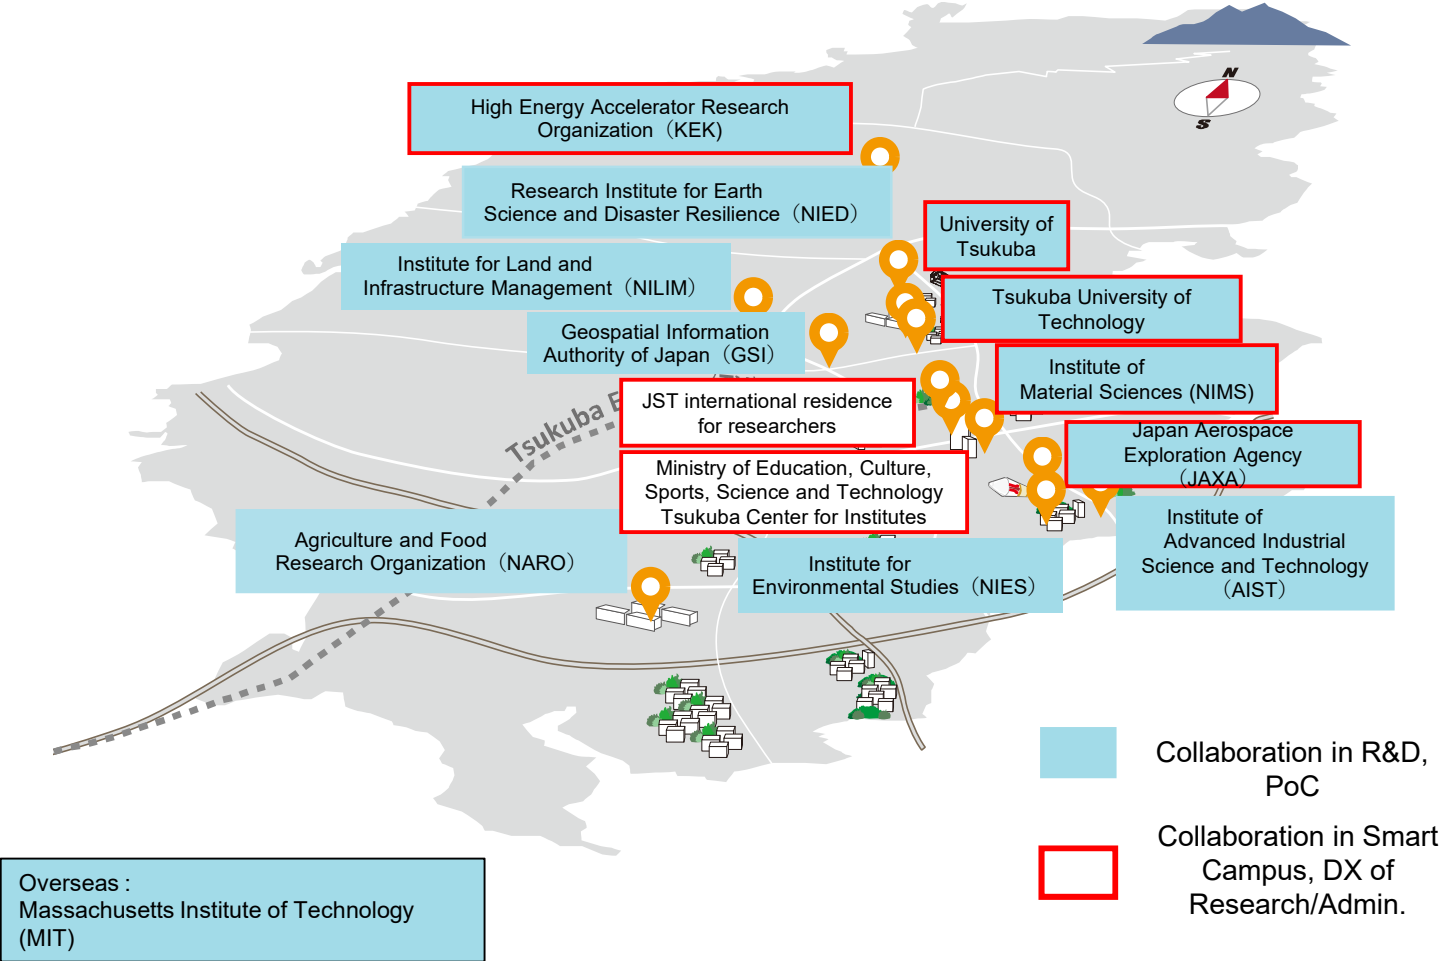 N
S
High Energy Accelerator Research
Organization（KEK)
Research Institute for Earth
Science and Disaster Resilience（NIED）
University of
Tsukuba
Institute for Land and
Infrastructure Management（NILIM）
Tsukuba University of
Technology
Geospatial Information
Authority of Japan（GSI）
Institute of
Material Sciences (NIMS)
Tsukuba
JST international residence
for researchers
Japan Aerospace
Exploration Agency
（JAXA）
Ministry of Education, Culture,
Sports, Science and Technology
Tsukuba Center for Institutes
Institute of
Advanced Industrial
Science and Technology
（AIST）
Agriculture and Food
Research Organization（NARO）
Institute for
Environmental Studies（NIES）
Collaboration in R&D,
PoC
Collaboration in Smart
Campus, DX of
Research/Admin.
Overseas :
Massachusetts Institute of Technology
(MIT)